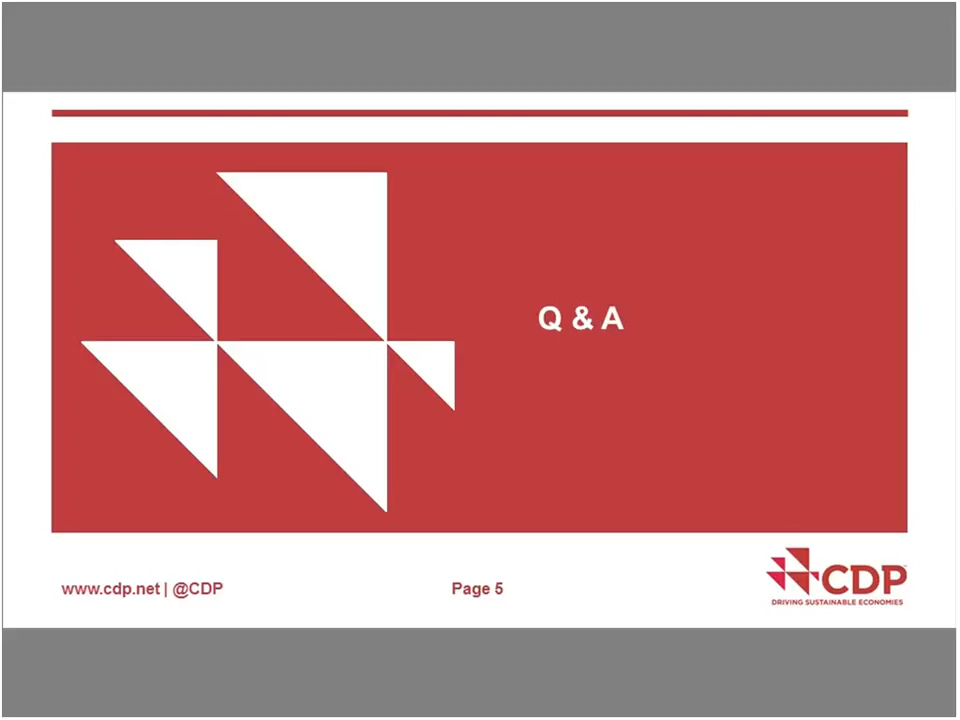 Q & A
www.cdp.net | @CDP
Page 5
CDP
DRIVING SUSTAINABLE ECONOMIES